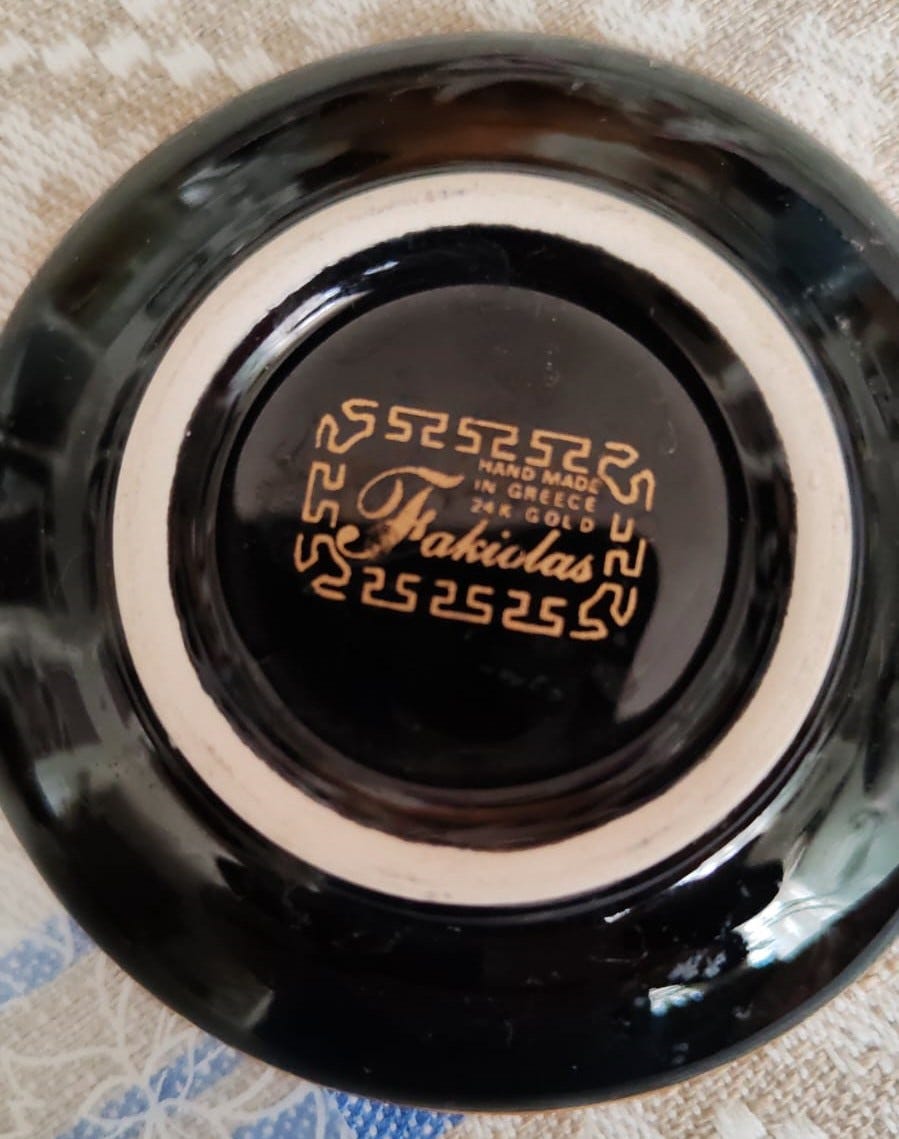 HAND MADE
IN GREECE
24K GOLD
Fakiolas